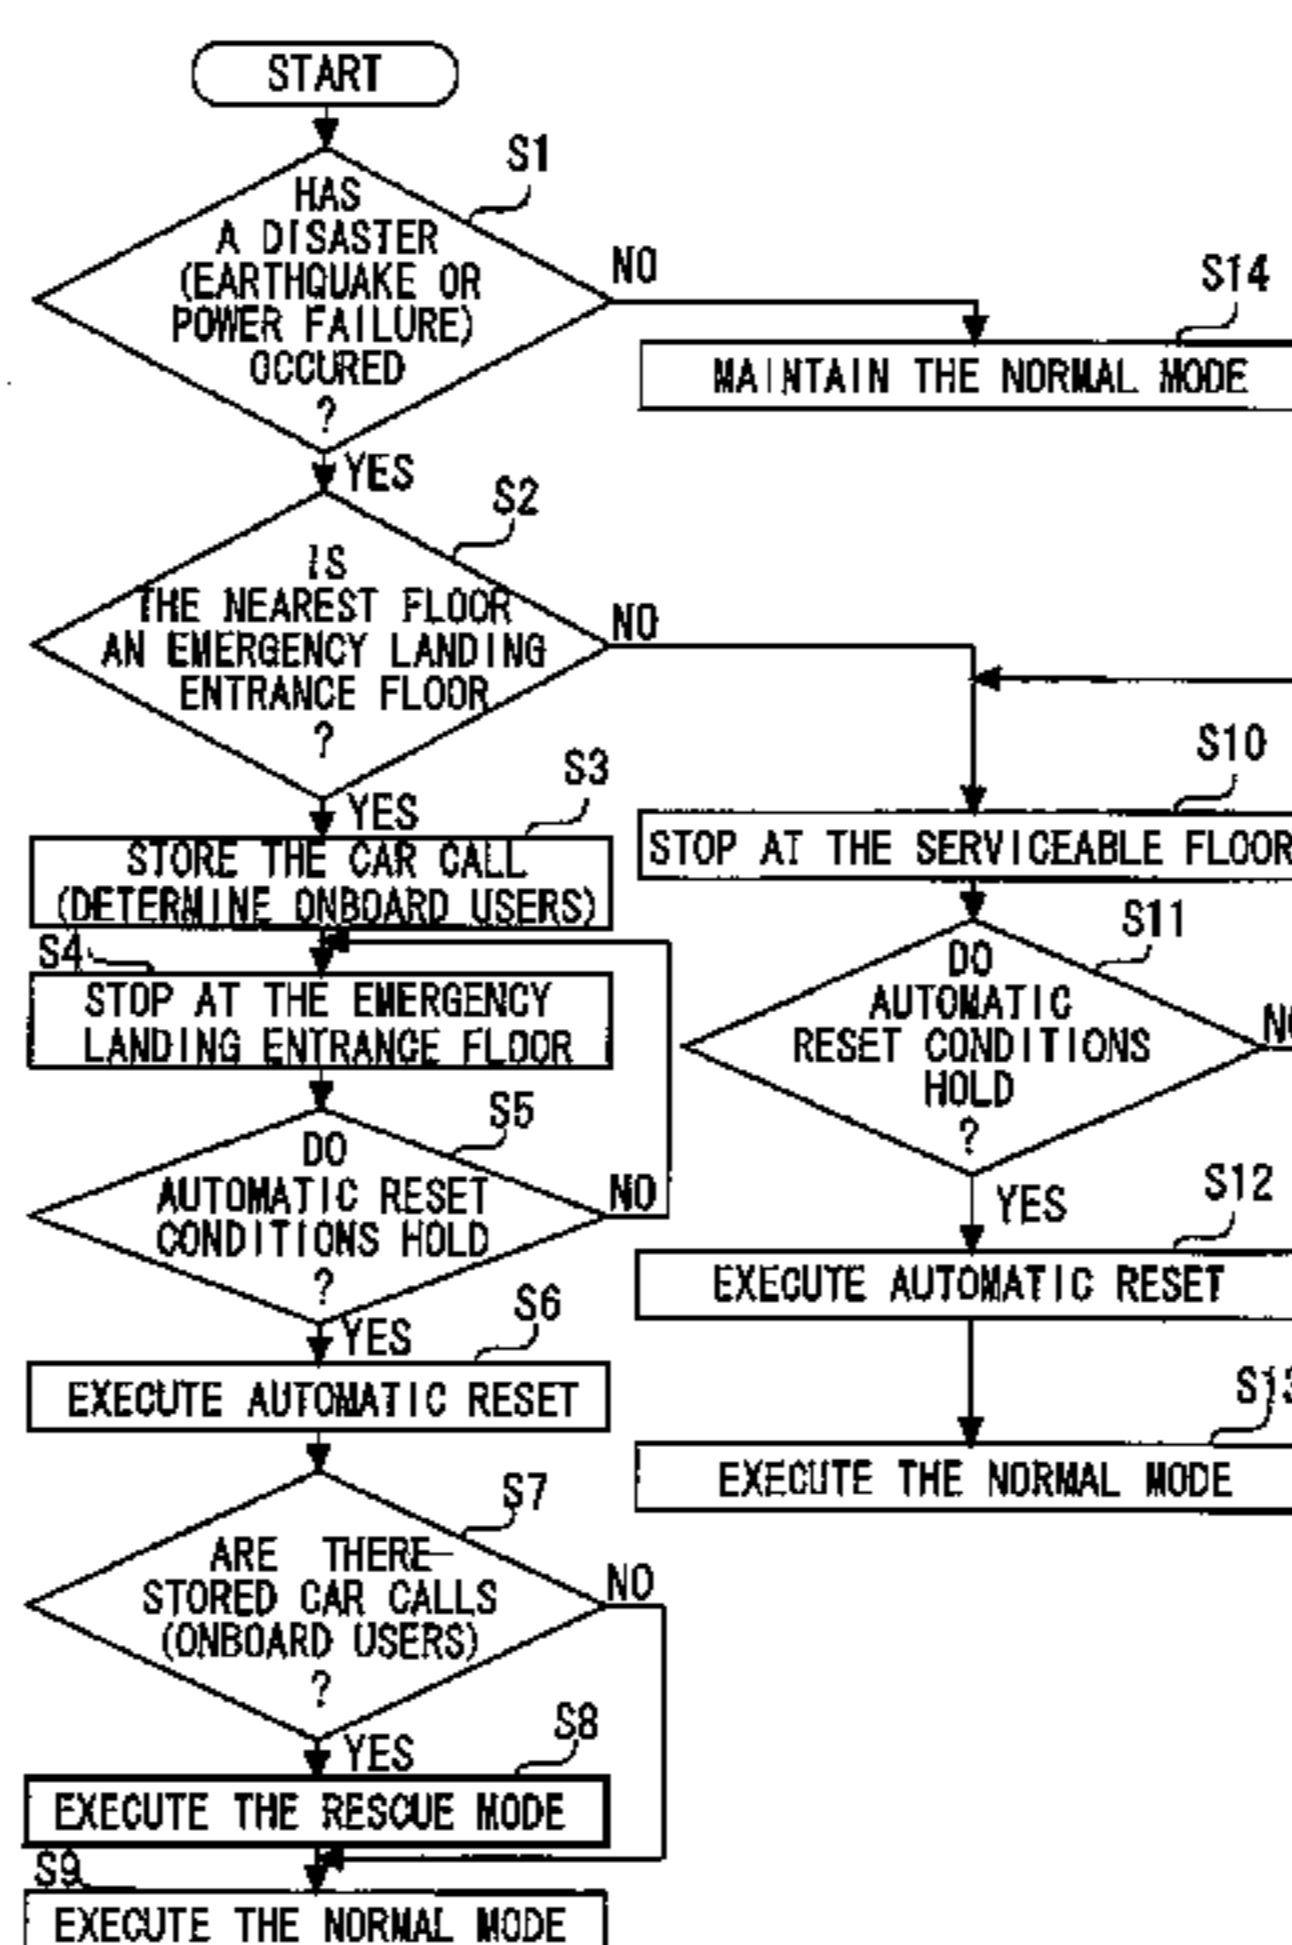 START
S1
HAS
A DISASTER
(EARTHQUAKE OR
POWER FAILURE)
OCCURED
?
NO
YES
S14
MAINTAIN THE NORMAL MODE
S2
IS
THE NEAREST FLOOR
AN EMERGENCY LANDING
ENTRANCE FLOOR
?
NO
YES
S3
STORE THE CAR CALL
(DETERMINE ONBOARD USERS)
S4
STOP AT THE EMERGENCY
LANDING ENTRANCE FLOOR
S5
DO
AUTOMATIC RESET
CONDITIONS HOLD
?
NO
YES
S6
EXECUTE AUTOMATIC RESET
S7
ARE THERE
STORED CAR CALLS
(ONBOARD USERS)
?
NO
YES
S8
EXECUTE THE RESCUE MODE
S9
EXECUTE THE NORMAL MODE
S10
STOP AT THE SERVICEABLE FLOOR
S11
DO
AUTOMATIC
RESET CONDITIONS
HOLD
?
NO
YES
S12
EXECUTE AUTOMATIC RESET
S13
EXECUTE THE NORMAL MODE